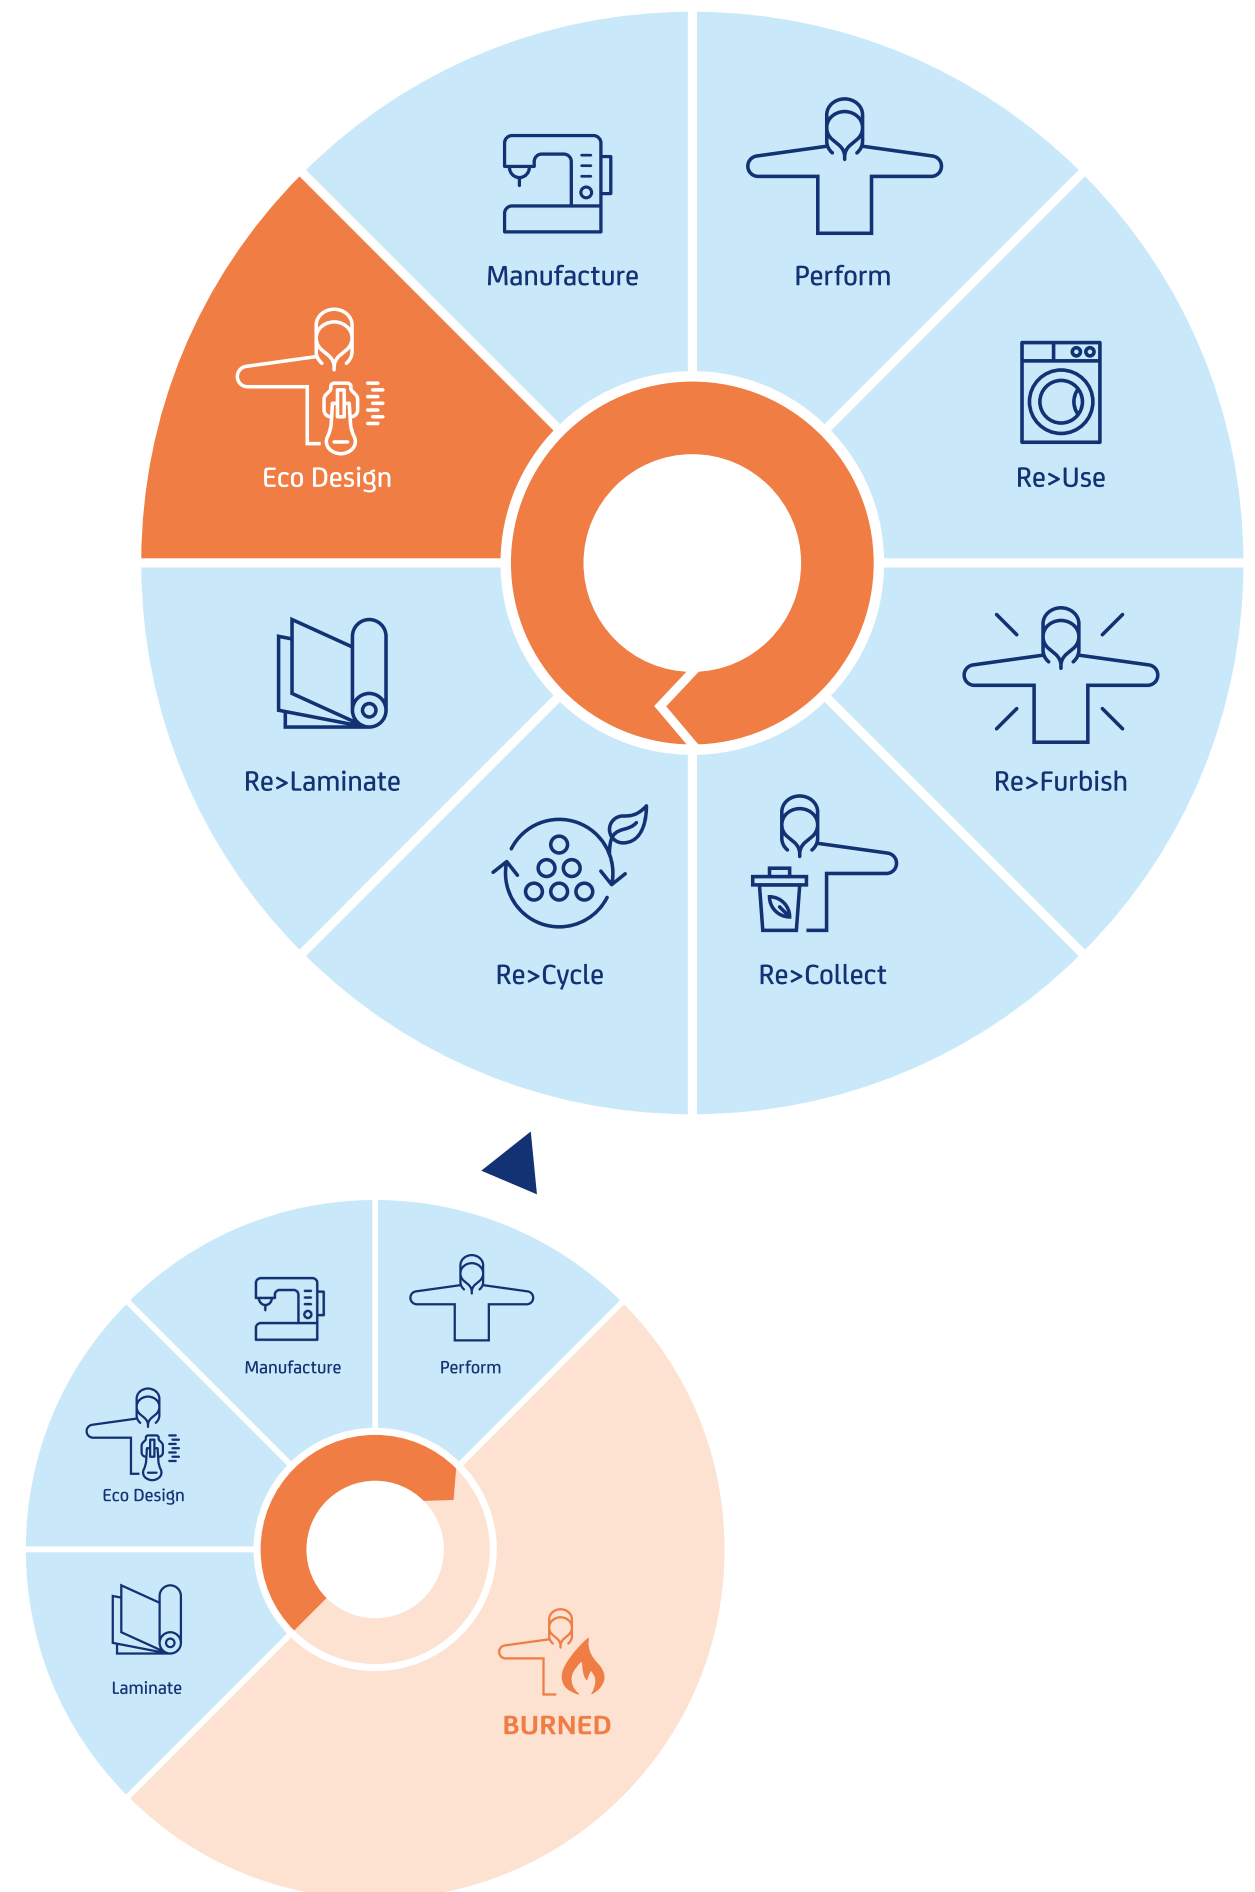 Manufacture
Perform
Eco Design
Re>Use
Re>Laminate
Re>Furbish
Re>Cycle
Re>Collect
Manufacture
Perform
Eco Design
Laminate
BURNED